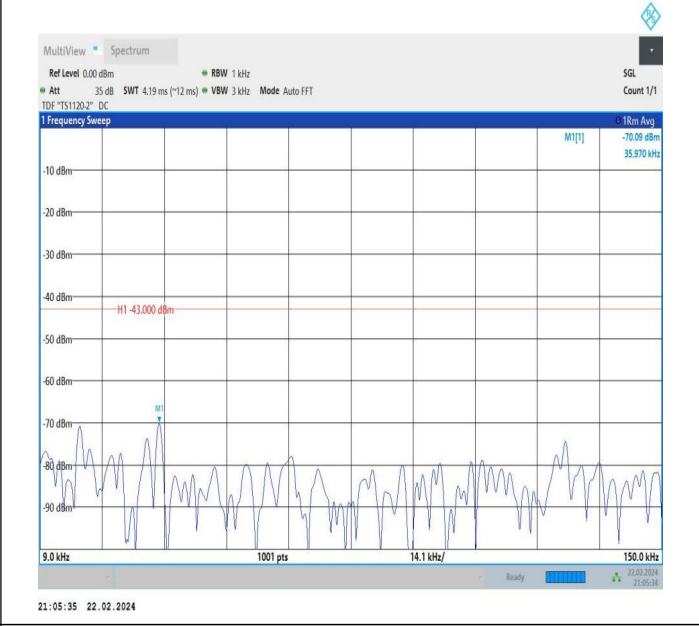 R S
MultiView Spectrum
Ref Level 0.00 dBm RBW 1 kHz SGL
Att 35 dB SWT 4.19 ms (~12 ms) VBW 3 kHz Mode Auto FFT Count 1/1
TDF "TS1120-2" DC
1 Frequency Sweep 1Rm Avg
M1[1] -70.09 dBm
35.970 kHz
-10 dBm
-20 dBm
-30 dBm
-40 dBm
H1 -43.000 dBm
-50 dBm
-60 dBm
M1
-70 dBm
-80 dBm
-90 dBm
9.0 kHz 1001 pts 14.1 kHz/ 150.0 kHz
Ready 22.02.2024
21:05:34
21:05:35 22.02.2024